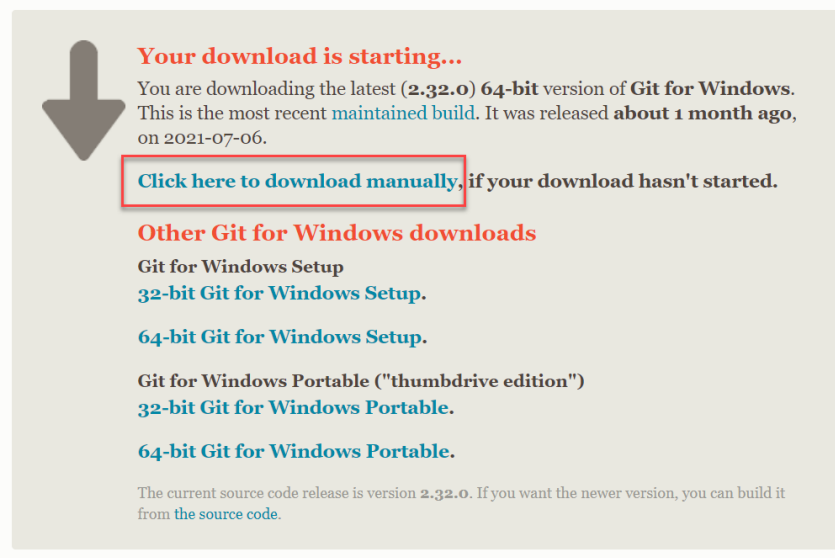 Your download is starting...
You are downloading the latest (2.32.0) 64-bit version of Git for Windows.
This is the most recent maintained build. It was released about 1 month ago,
on 2021-07-06.
Click here to download manually, if your download hasn't started.
Other Git for Windows downloads
Git for Windows Setup
32-bit Git for Windows Setup.
64-bit Git for Windows Setup.
Git for Windows Portable ("thumbdrive edition")
32-bit Git for Windows Portable.
64-bit Git for Windows Portable.
The current source code release is version 2.32.0. If you want the newer version, you can build it
from the source code.